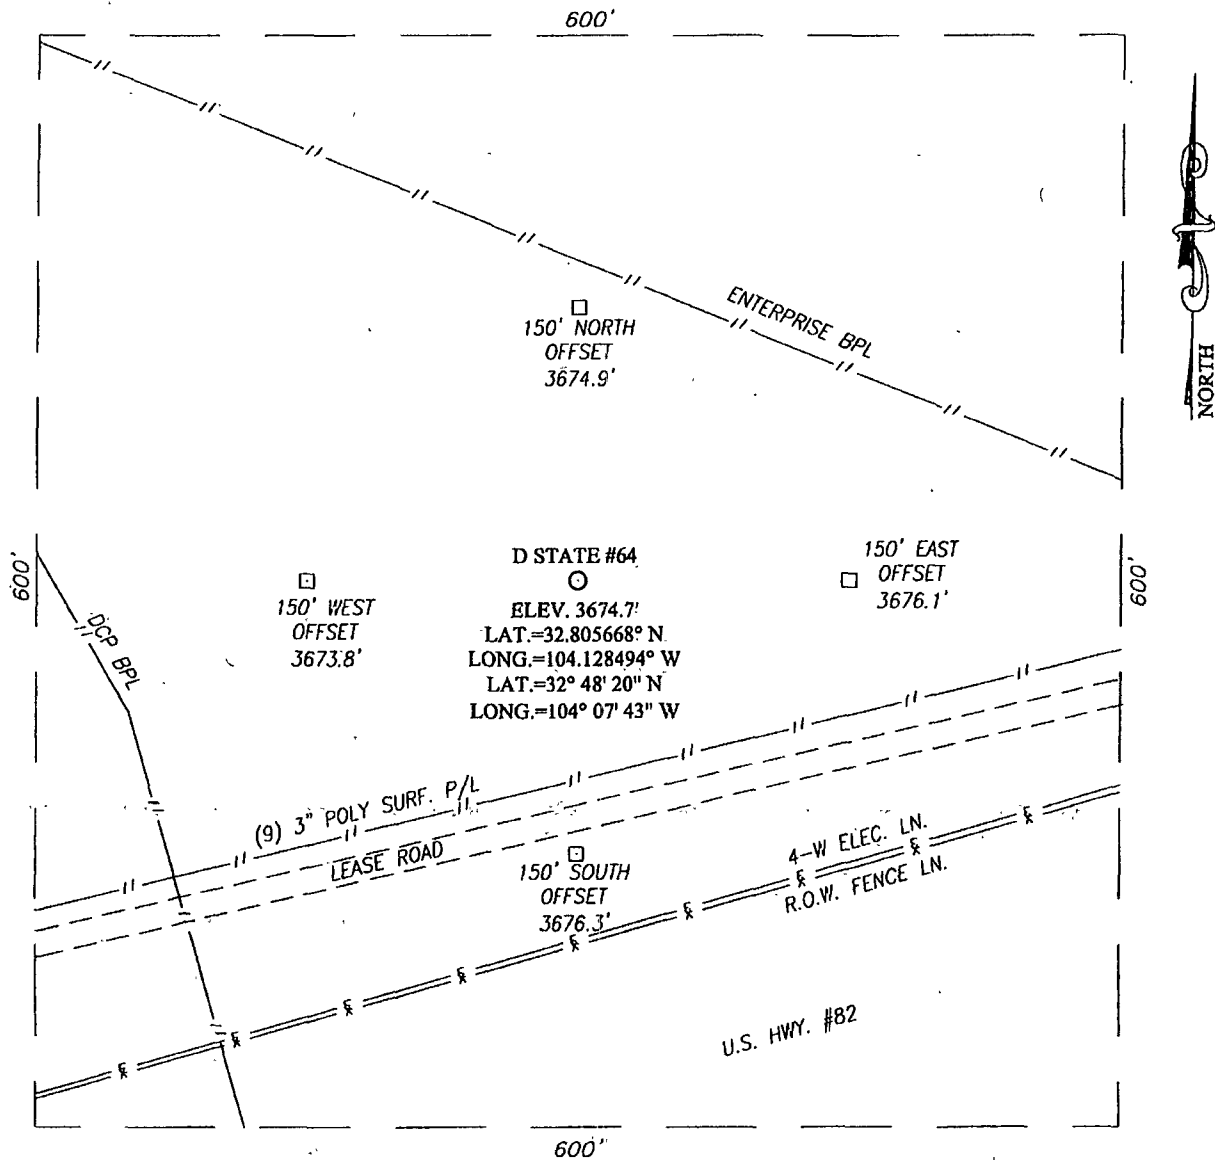 600'
ENTERPRISE BPL
NORTH
150' NORTH
OFFSET
3674.9'
600'
150' WEST
OFFSET
3673.8'
D STATE #64
ELEV. 3674.7'
LAT.=32.805668° N
LONG.=104.128494° W
LAT.=32° 48' 20" N
LONG.=104° 07' 43" W
150' EAST
OFFSET
3676.1'
600'
DCP BPL
(9) 3" POLY SURF. P/L
LEASE ROAD
150' SOUTH
OFFSET
3676.3'
4-W ELEC. LN.
R.O.W. FENCE LN.
U.S. HWY. #82
600'